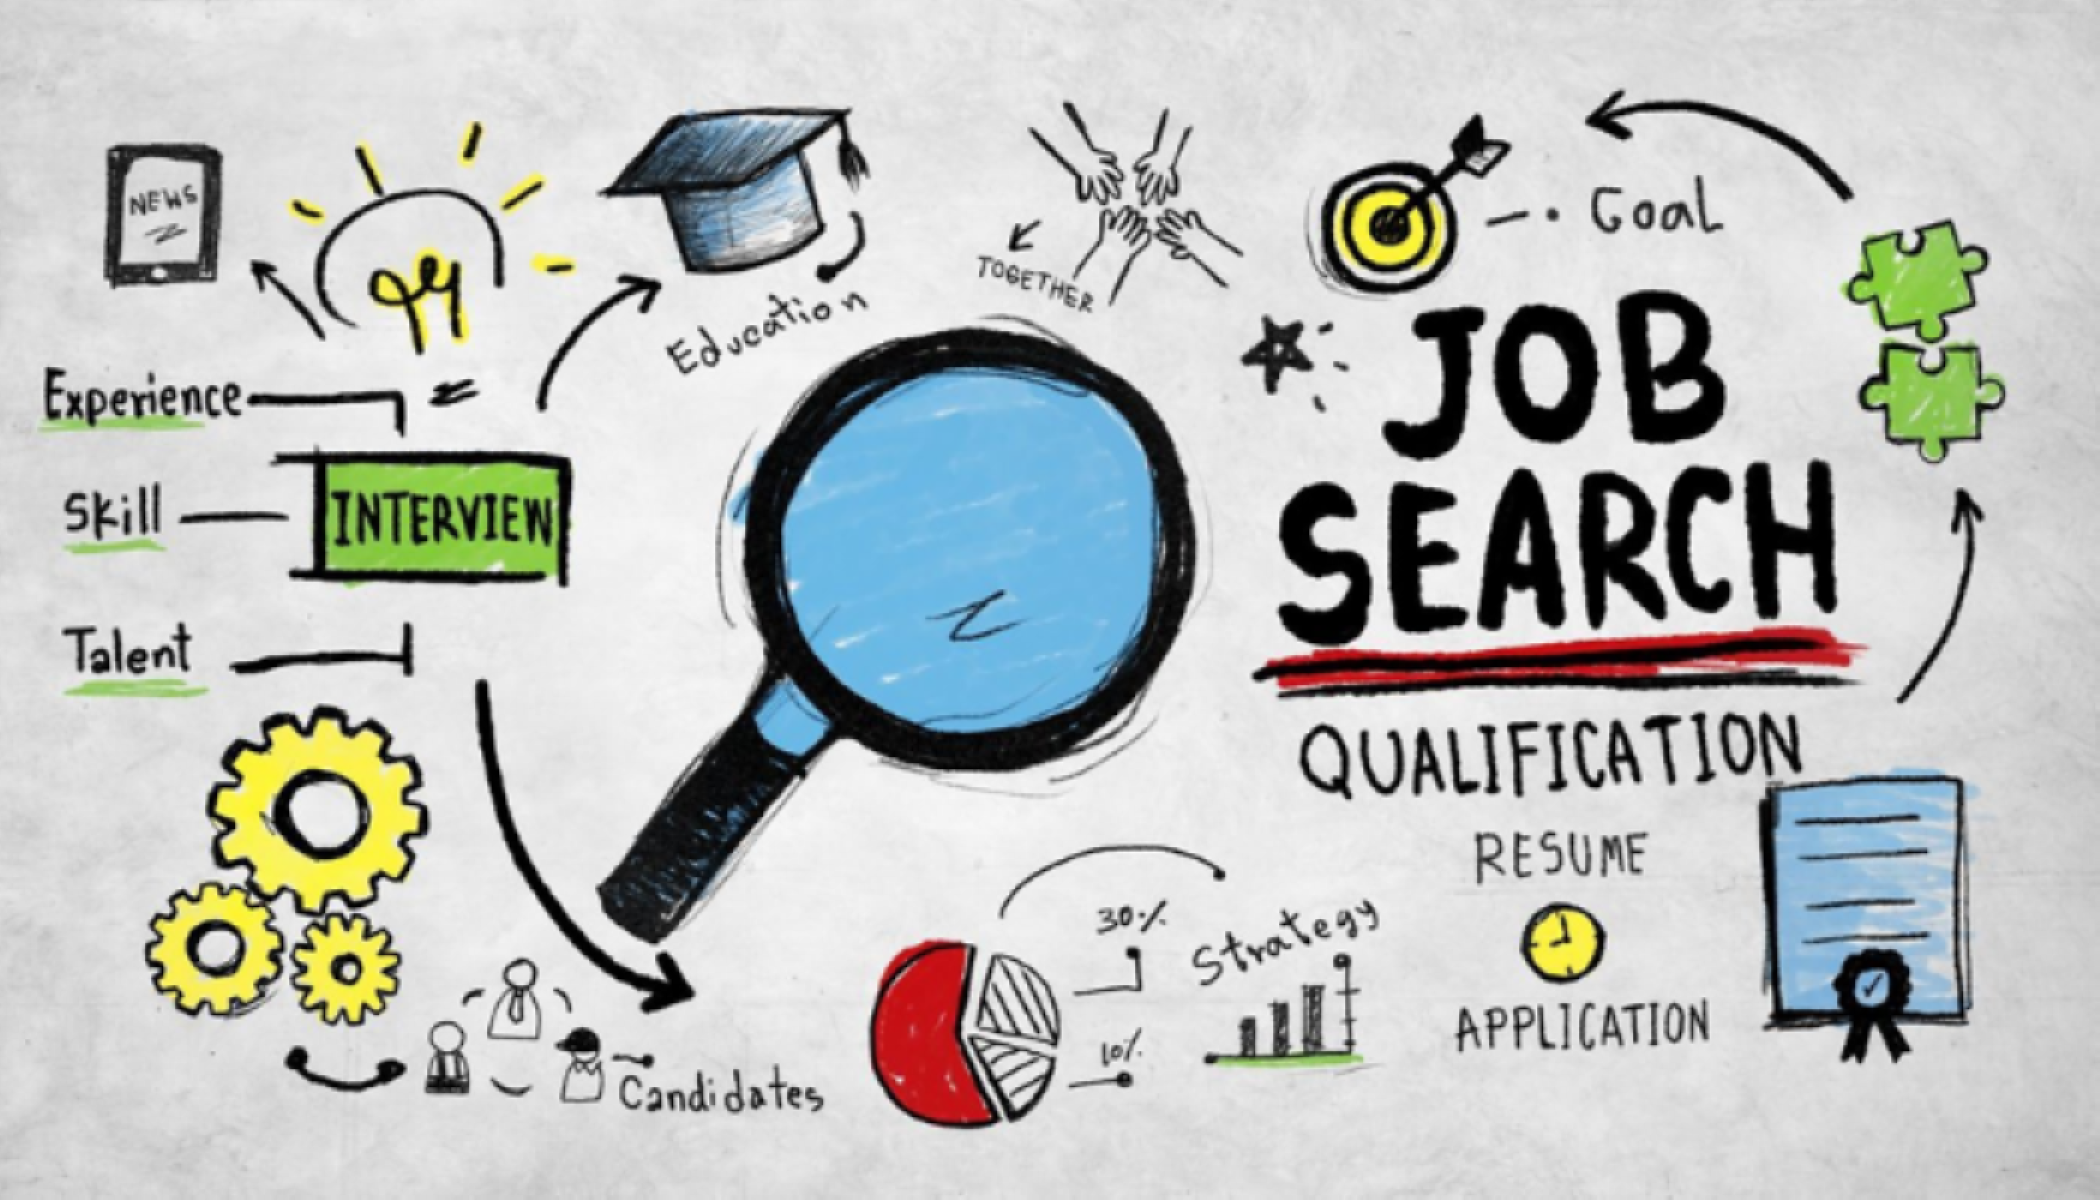 NEWS
Education
TOGETHER
Goal
JOB
SEARCH
Experience
Skill
INTERVIEW
Talent
QUALIFICATION
RESUME
APPLICATION
30%
Strategy
10%
Candidates